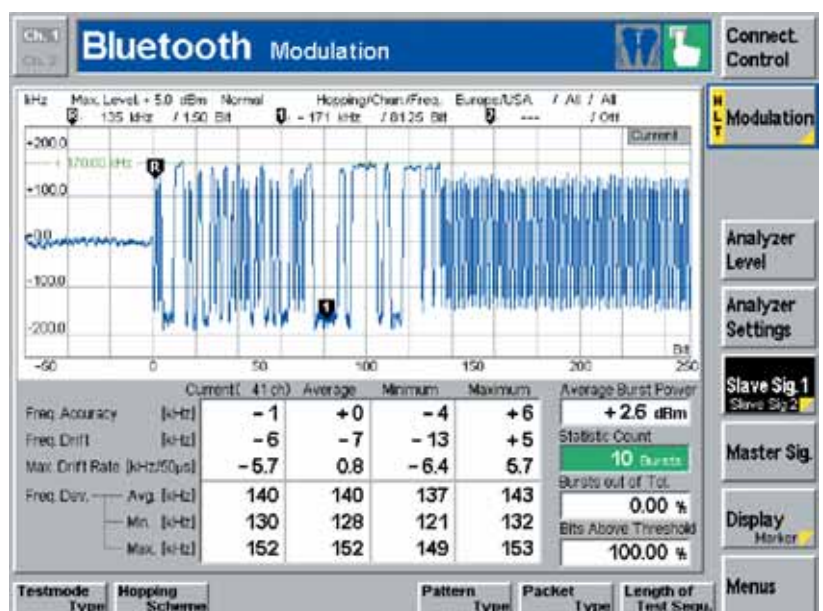 Ch. 1
Ch. 2
Bluetooth Modulation
Connect. Control
kHz Max. Level: + 5.0 dBm Normal Hopping/Chan./Freq. Europe/USA / All / All
R 135 kHz / 1.50 Bit 1 - 171 kHz / 81.25 Bit 2 --- / Off
+200.0
Current
+ 170.00 kHz
R
+100.0
-100.0
1
-200.0
Bit
-50 0 50 100 150 200 250
Current( 41 ch) Average Minimum Maximum
Freq. Accuracy [kHz] - 1 +0 - 4 +6
Freq. Drift [kHz] - 6 - 7 - 13 +5
Max. Drift Rate [kHz/50µs] - 5.7 0.8 - 6.4 5.7
Freq. Dev. Avg. [kHz] 140 140 137 143
Min. [kHz] 130 128 121 132
Max. [kHz] 152 152 149 153
Average Burst Power
+ 2.6 dBm
Statistic Count
10 Bursts
Bursts out of Tol.
0.00 %
Bits Above Threshold
100.00 %
HLT
Modulation
Analyzer Level
Analyzer Settings
Slave Sig.1
Slave Sig 2
Master Sig.
Display
Marker
Menus
Testmode Type
Hopping Scheme
Pattern Type
Packet Type
Length of Test Sequ.